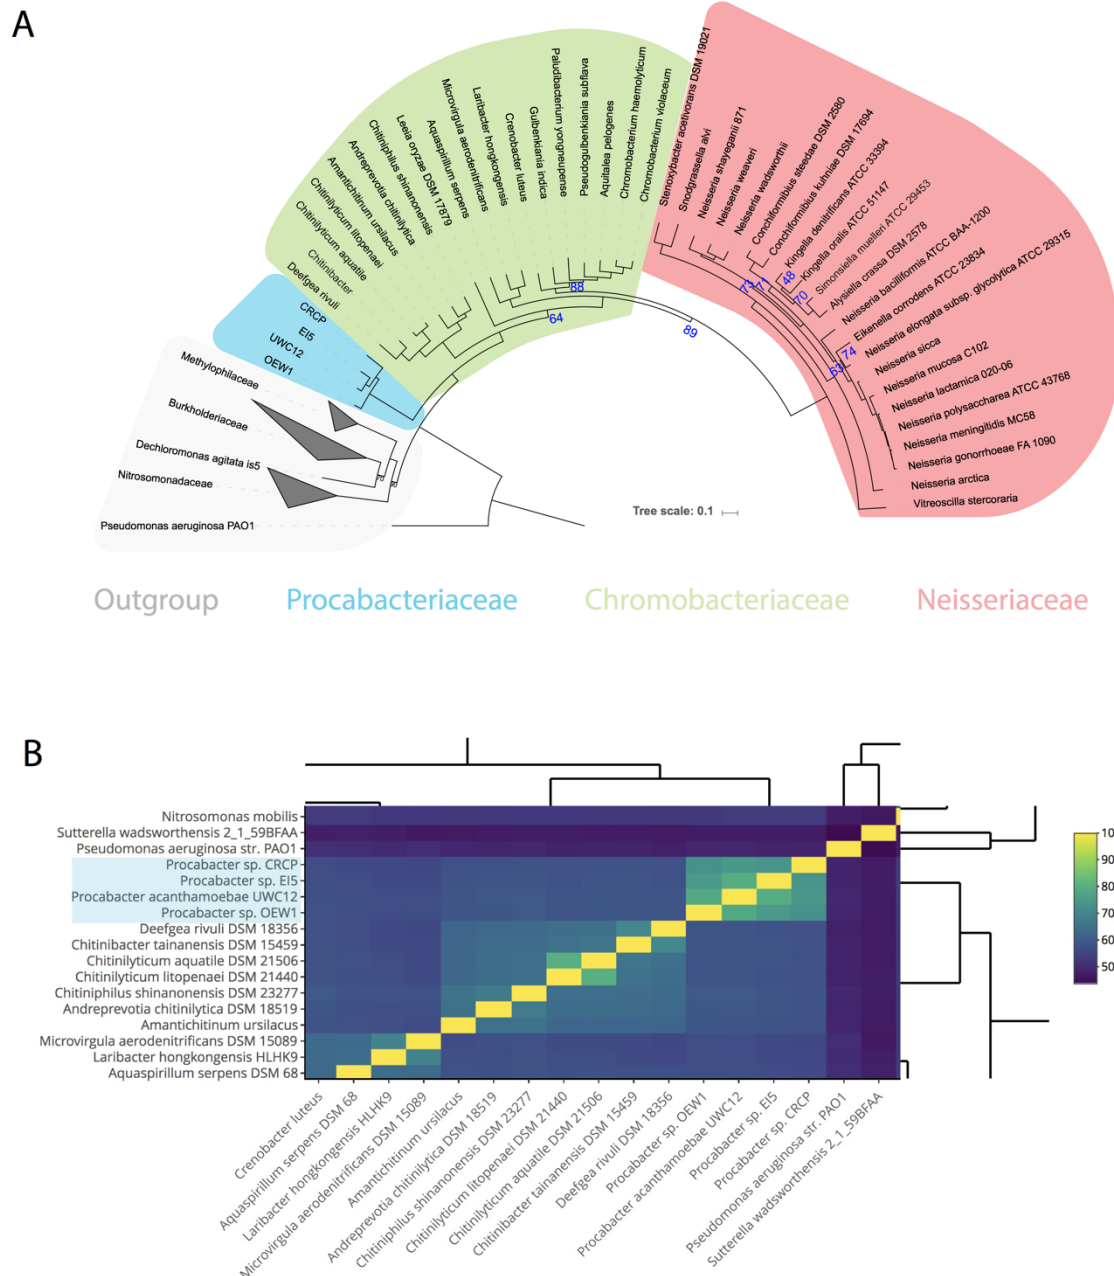 A
Stenoxybacter acetivorans DSM 19021
Snodgrassella alvi
Neisseria shayeganii 871
Neisseria weaveri
Neisseria wadsworthii
Conchiformibius steedae DSM 2580
Conchiformibius kuhniae DSM 17694
Kingella denitrificans ATCC 33394
Kingella oralis ATCC 51147
Simonsiella muelleri ATCC 29453
Alysiella crassa DSM 2578
Neisseria bacilliformis ATCC BAA-1200
Eikenella corrodens ATCC 23834
Neisseria elongata subsp. glycolytica ATCC 29315
Neisseria sicca
Neisseria mucosa C102
Neisseria lactamica 020-06
Neisseria polysaccharea ATCC 43768
Neisseria meningitidis MC58
Neisseria gonorrhoeae FA 1090
Neisseria arctica
Vitreoscilla stercoraria
Chromobacterium violaceum
Chromobacterium haemolyticum
Aquitalea pelogenes
Pseudogulbenkiania subflava
Paludibacterium yongneupense
Gulbenkiania indica
Crenobacter luteus
Laribacter hongkongensis
Microvirgula aerodenitrificans
Aquaspirillum serpens
Leeia oryzae DSM 17879
Chitiniphilus shinanonensis
Andreprevotia chitinilytica
Amantichitinum ursilacus
Chitinilyticum litopenaei
Chitinilyticum aquatile
Chitinibacter
Deefgea rivuli
CRCP
EI5
UWC12
OEW1
Methylophilaceae
Burkholderiaceae
Dechloromonas agitata is5
Nitrosomonadaceae
Pseudomonas aeruginosa PAO1
88
64
89
73
71
48
70
74
63
Tree scale: 0.1
Outgroup
Procabacteriaceae
Chromobacteriaceae
Neisseriaceae
B
Nitrosomonas mobilis
Sutterella wadsworthensis 2_1_59BFAA
Pseudomonas aeruginosa str. PAO1
Procabacter sp. CRCP
Procabacter sp. EI5
Procabacter acanthamoebae UWC12
Procabacter sp. OEW1
Deefgea rivuli DSM 18356
Chitinibacter tainanensis DSM 15459
Chitinilyticum aquatile DSM 21506
Chitinilyticum litopenaei DSM 21440
Chitiniphilus shinanonensis DSM 23277
Andreprevotia chitinilytica DSM 18519
Amantichitinum ursilacus
Microvirgula aerodenitrificans DSM 15089
Laribacter hongkongensis HLHK9
Aquaspirillum serpens DSM 68
10
90
80
70
60
50
Crenobacter luteus
Aquaspirillum serpens DSM 68
Laribacter hongkongensis HLHK9
Microvirgula aerodenitrificans DSM 15089
Amantichitinum ursilacus
Andreprevotia chitinilytica DSM 18519
Chitiniphilus shinanonensis DSM 23277
Chitinilyticum litopenaei DSM 21440
Chitinilyticum aquatile DSM 21506
Chitinibacter tainanensis DSM 15459
Deefgea rivuli DSM 18356
Procabacter sp. OEW1
Procabacter acanthamoebae UWC12
Procabacter sp. EI5
Procabacter sp. CRCP
Pseudomonas aeruginosa str. PAO1
Sutterella wadsworthensis 2_1_59BFAA